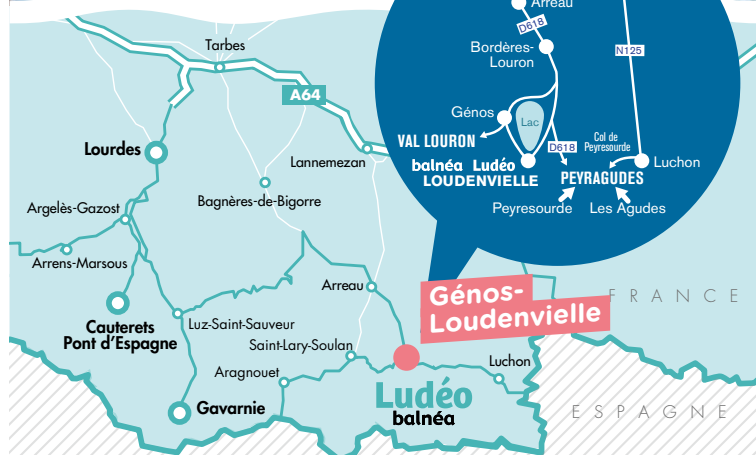 Arreau
D618
Bordères-
Louron
N125
Tarbes
A64
Génos
Lac
VAL LOURON
D618
Col de
Peyresourde
Lourdes
Lannemezan
balnéa Ludéo
LOUDENVIELLE
Luchon
PEYRAGUDES
Peyresourde
Les Agudes
Bagnères-de-Bigorre
Argelès-Gazost
Arrens-Marsous
Arreau
Génos-
Loudenvielle
FRANCE
Cauterets
Pont d'Espagne
Luz-Saint-Sauveur
Saint-Lary-Soulan
Aragnouet
Luchon
Ludéo
balnéa
Gavarnie
ESPAGNE